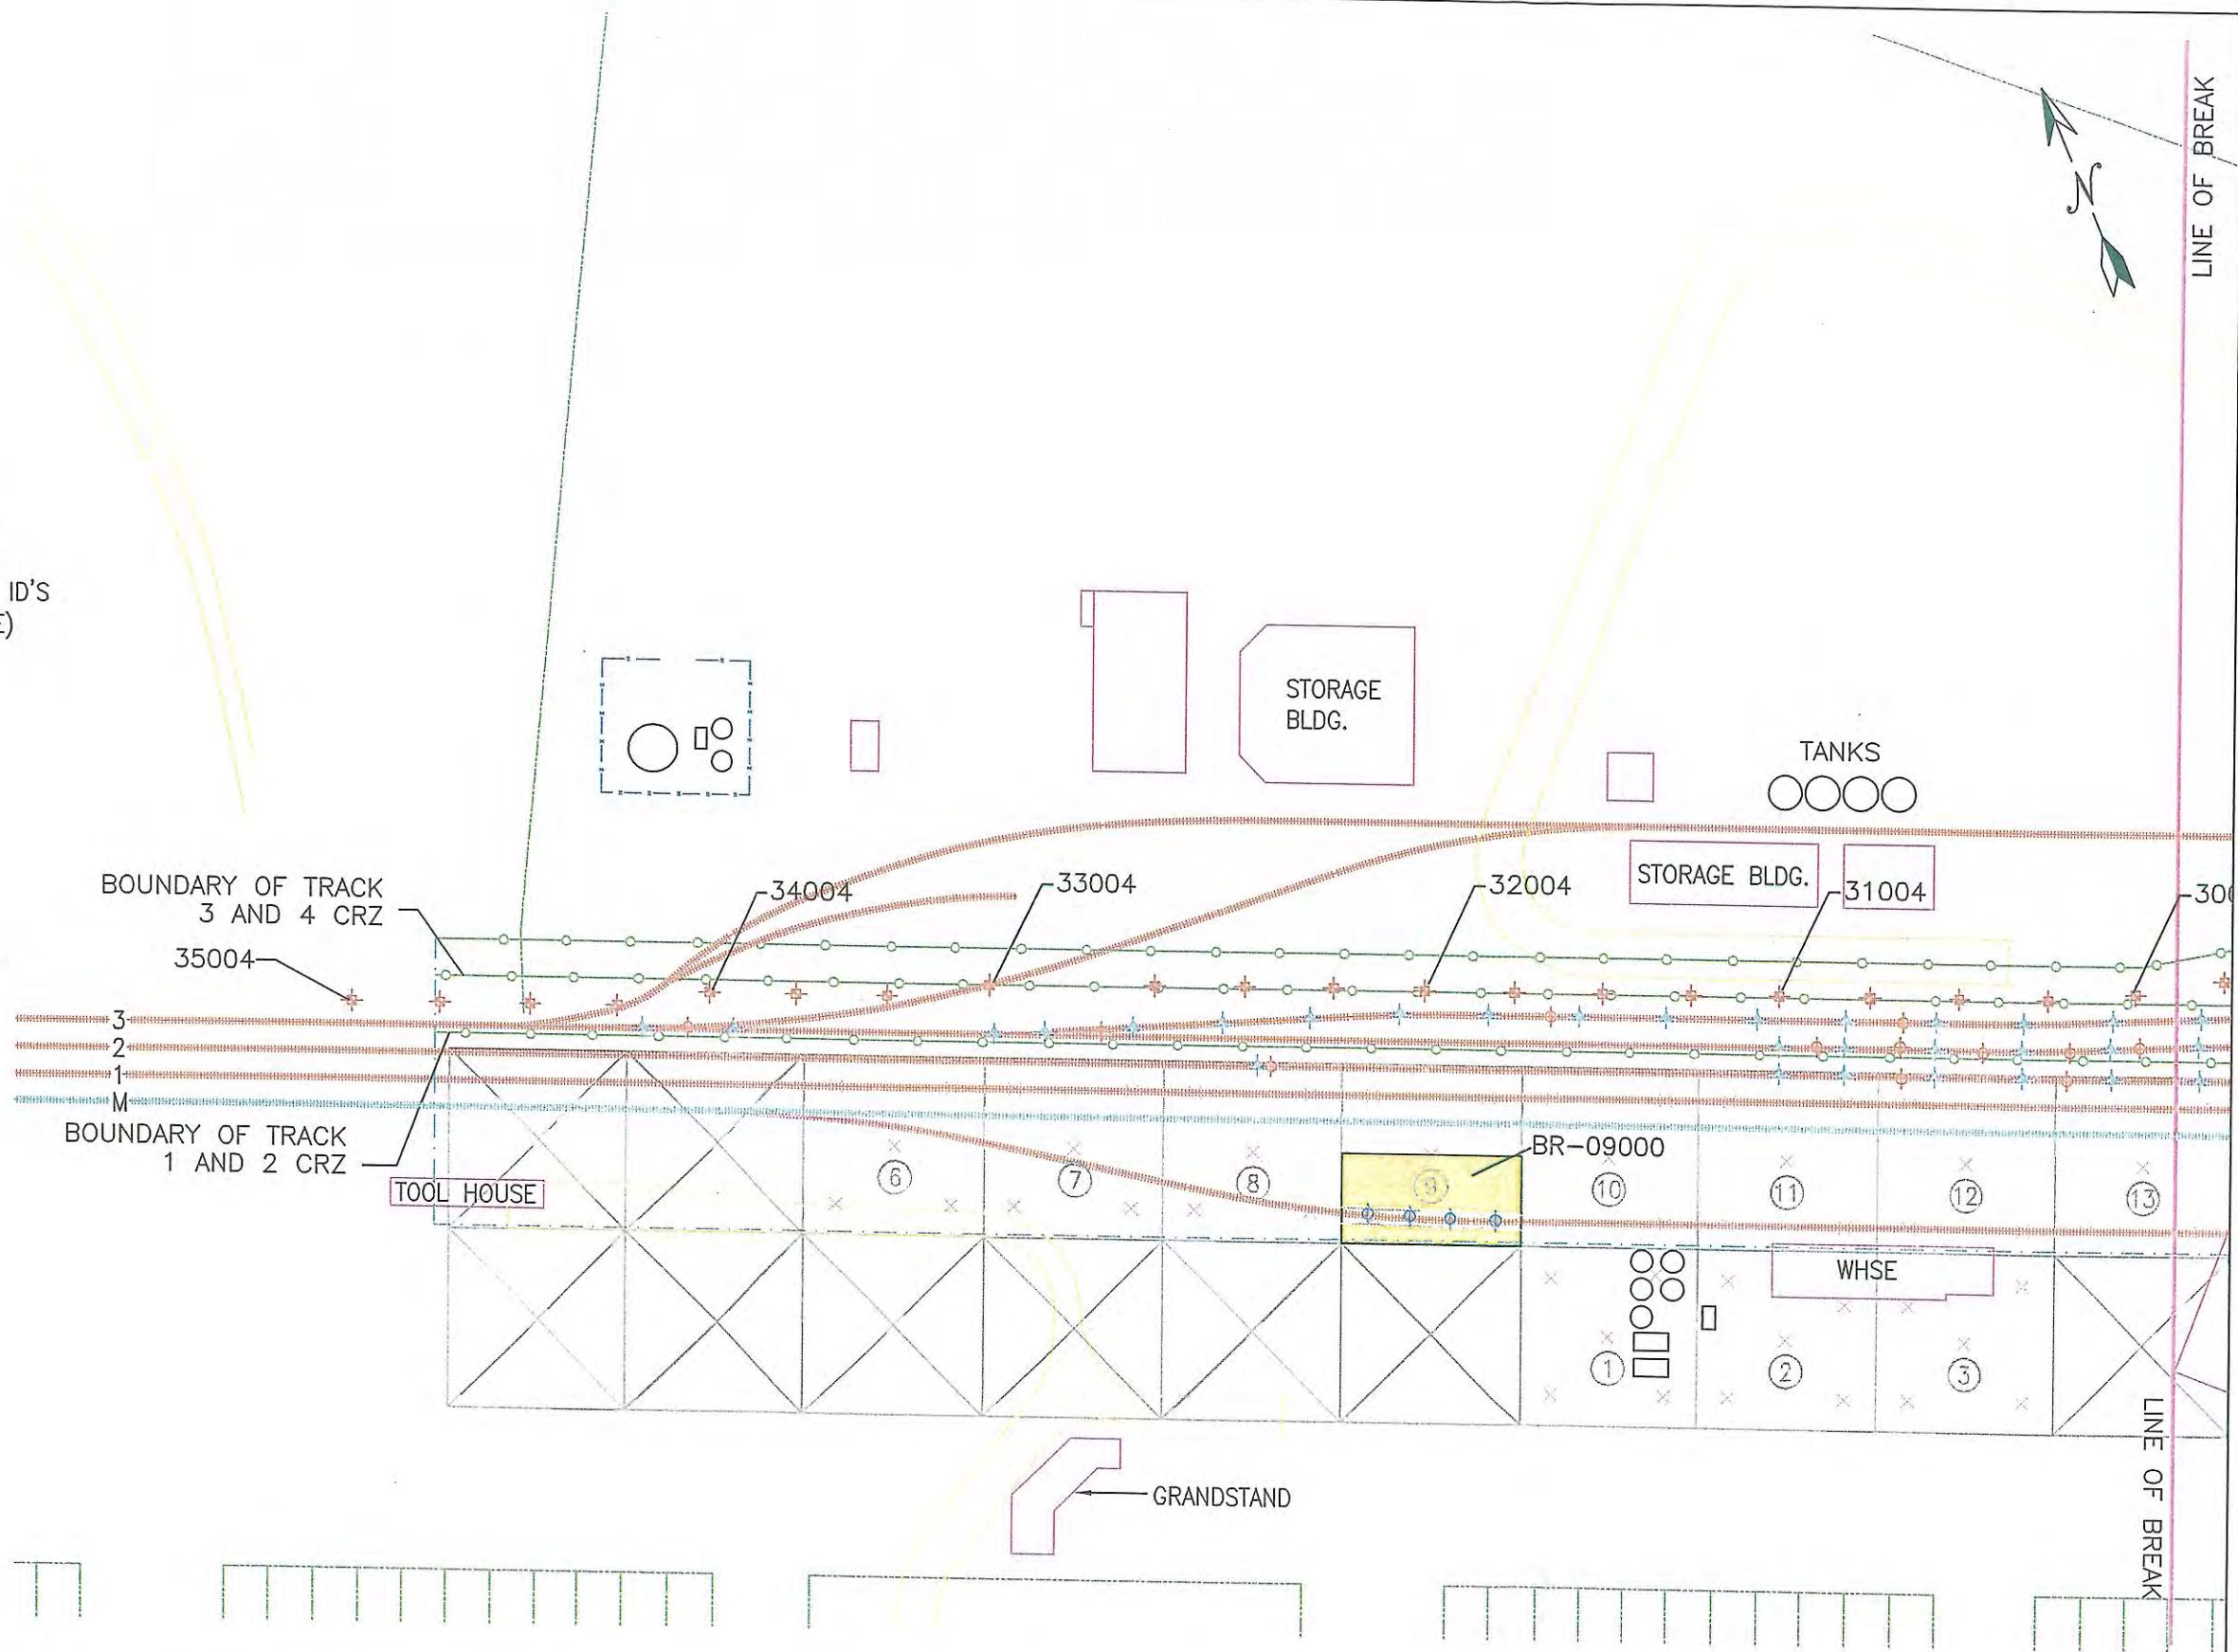 LINE OF BREAK
N
ID'S
STORAGE
BLDG.
TANKS
BOUNDARY OF TRACK
3 AND 4 CRZ
35004
34004
33004
32004
STORAGE BLDG.
31004
3
2
1
M
BOUNDARY OF TRACK
1 AND 2 CRZ
TOOL HOUSE
BR-09000
6
7
8
9
10
11
12
13
WHSE
1
2
3
GRANDSTAND
LINE OF BREAK